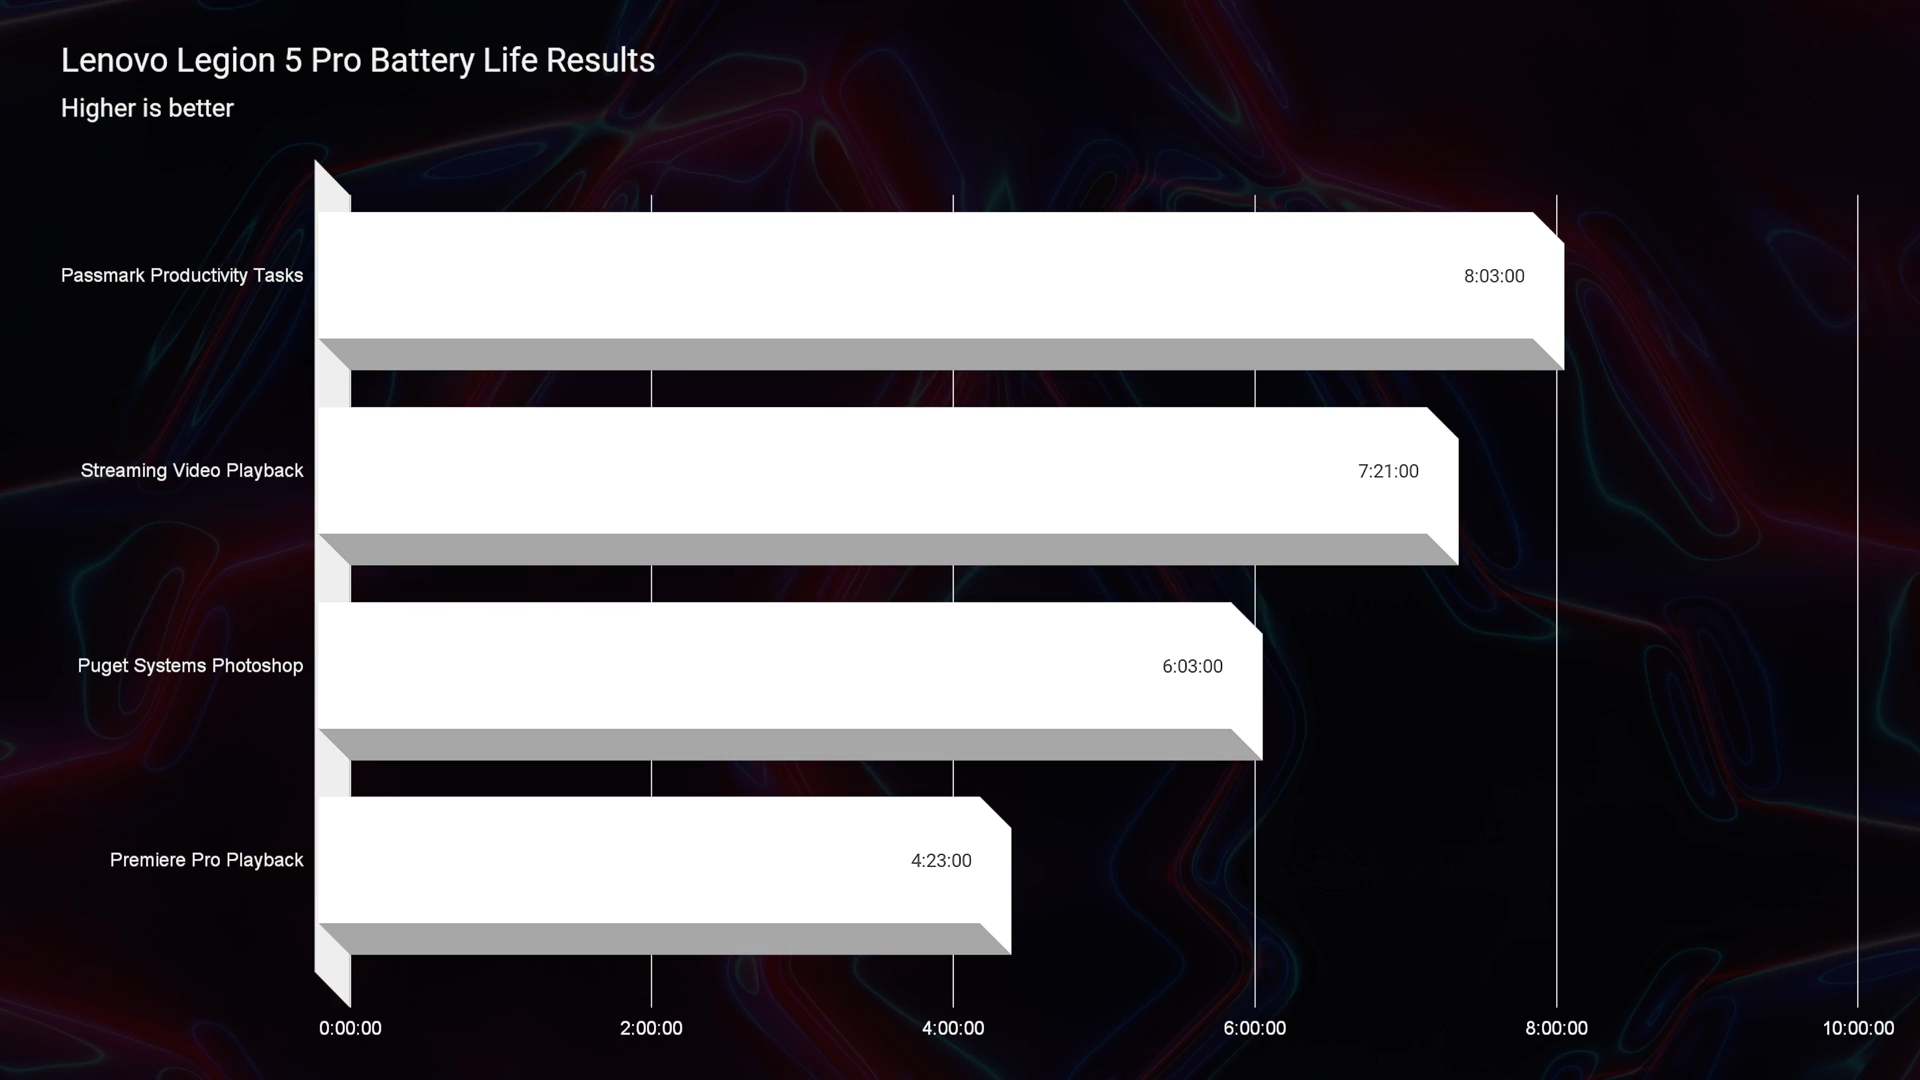 Lenovo Legion 5 Pro Battery Life Results
Higher is better
Passmark Productivity Tasks
8:03:00
Streaming Video Playback
7:21:00
Puget Systems Photoshop
6:03:00
Premiere Pro Playback
4:23:00
0:00:00 2:00:00 4:00:00 6:00:00 8:00:00 10:00:00